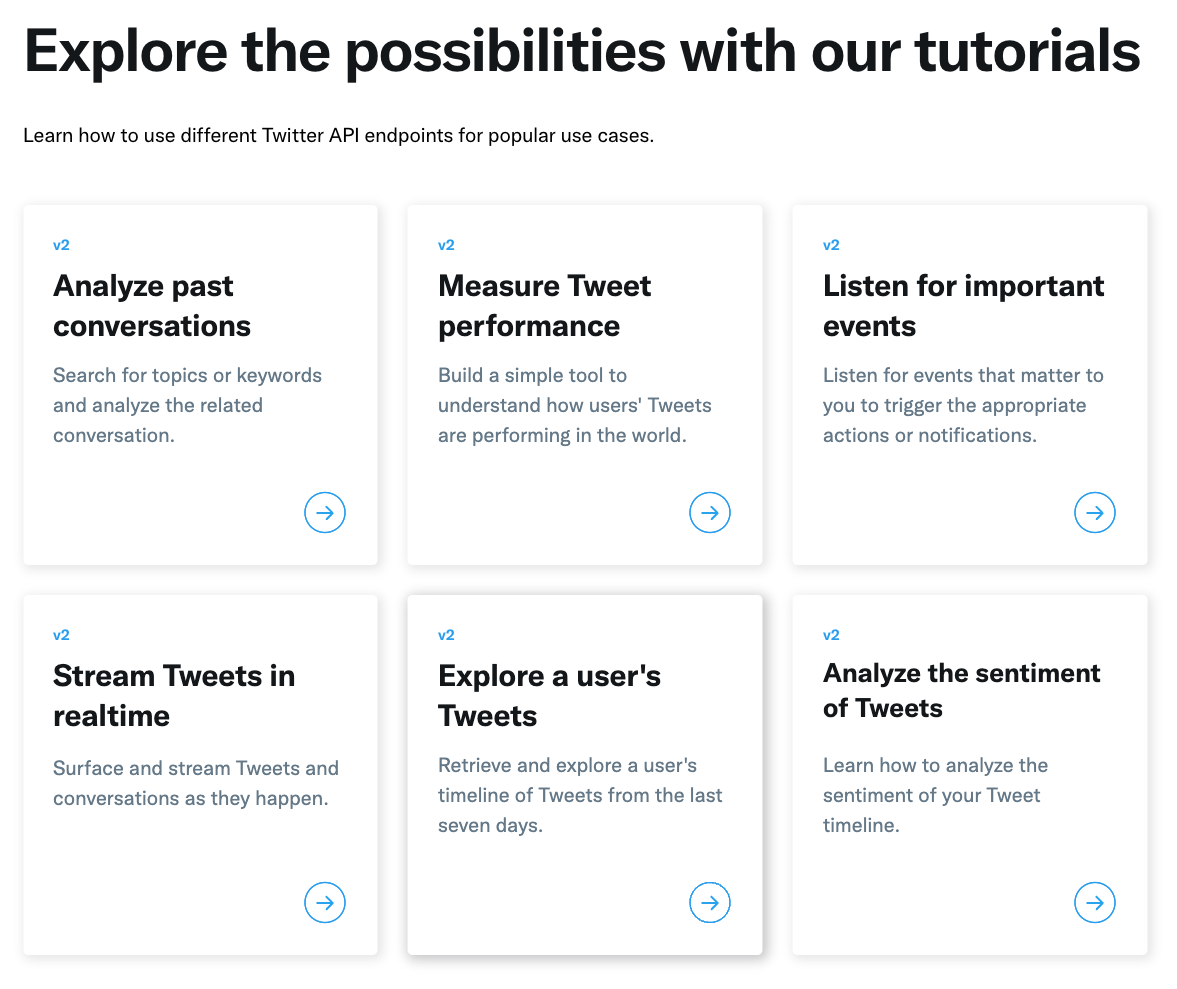 Explore the possibilities with our tutorials
Learn how to use different Twitter API endpoints for popular use cases.
v2
Analyze past
conversations
Search for topics or keywords
and analyze the related
conversation.
v2
Measure Tweet
performance
Build a simple tool to
understand how users' Tweets
are performing in the world.
v2
Listen for important
events
Listen for events that matter to
you to trigger the appropriate
actions or notifications.
v2
Stream Tweets in
realtime
Surface and stream Tweets and
conversations as they happen.
v2
Explore a user's
Tweets
Retrieve and explore a user's
timeline of Tweets from the last
seven days.
v2
Analyze the sentiment
of Tweets
Learn how to analyze the
sentiment of your Tweet
timeline.